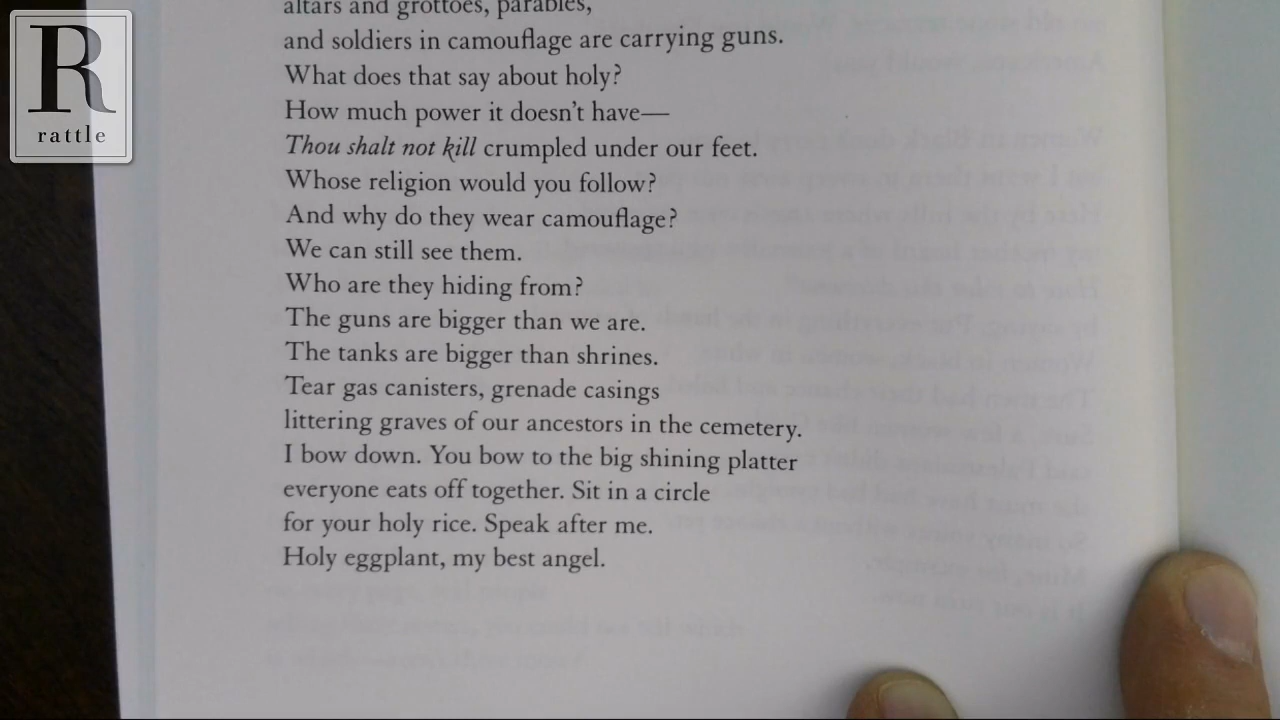 R
rattle
altars and grottoes, parables,
and soldiers in camouflage are carrying guns.
What does that say about holy?
How much power it doesn't have—
Thou shalt not kill crumpled under our feet.
Whose religion would you follow?
And why do they wear camouflage?
We can still see them.
Who are they hiding from?
The guns are bigger than we are.
The tanks are bigger than shrines.
Tear gas canisters, grenade casings
littering graves of our ancestors in the cemetery.
I bow down. You bow to the big shining platter
everyone eats off together. Sit in a circle
for your holy rice. Speak after me.
Holy eggplant, my best angel.